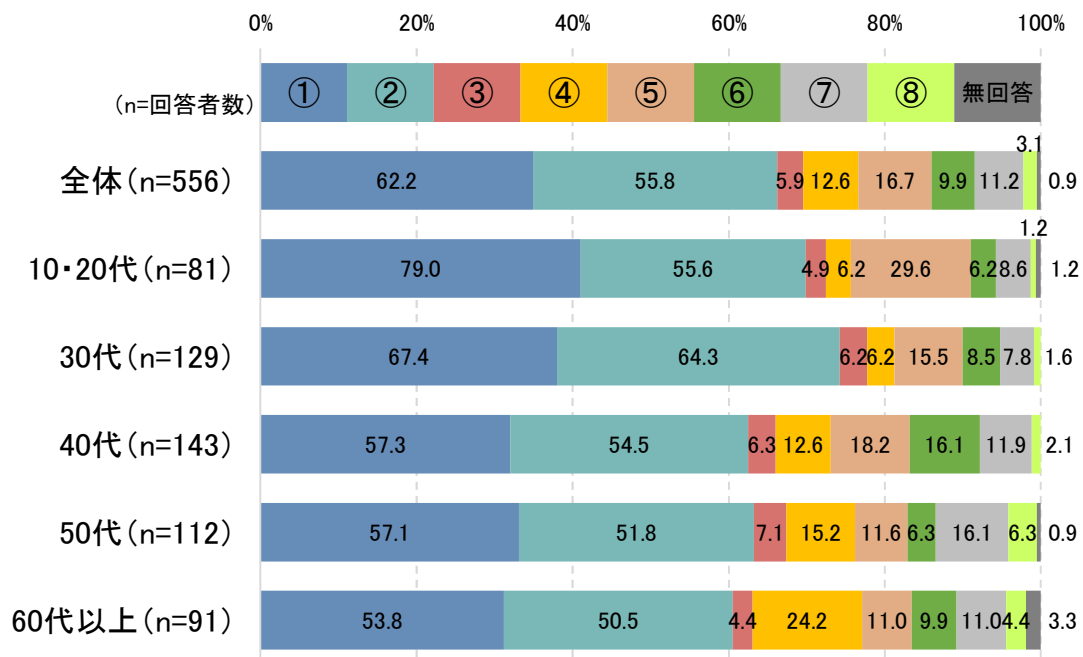 0% 20% 40% 60% 80% 100%
(n=回答者数) ① ② ③ ④ ⑤ ⑥ ⑦ ⑧ 無回答
3.1
全体(n=556) 62.2 55.8 5.9 12.6 16.7 9.9 11.2 0.9
1.2
10・20代(n=81) 79.0 55.6 4.9 6.2 29.6 6.2 8.6 1.2
30代(n=129) 67.4 64.3 6.2 6.2 15.5 8.5 7.8 1.6
40代(n=143) 57.3 54.5 6.3 12.6 18.2 16.1 11.9 2.1
50代(n=112) 57.1 51.8 7.1 15.2 11.6 6.3 16.1 6.3 0.9
60代以上(n=91) 53.8 50.5 4.4 24.2 11.0 9.9 11.0 4.4 3.3